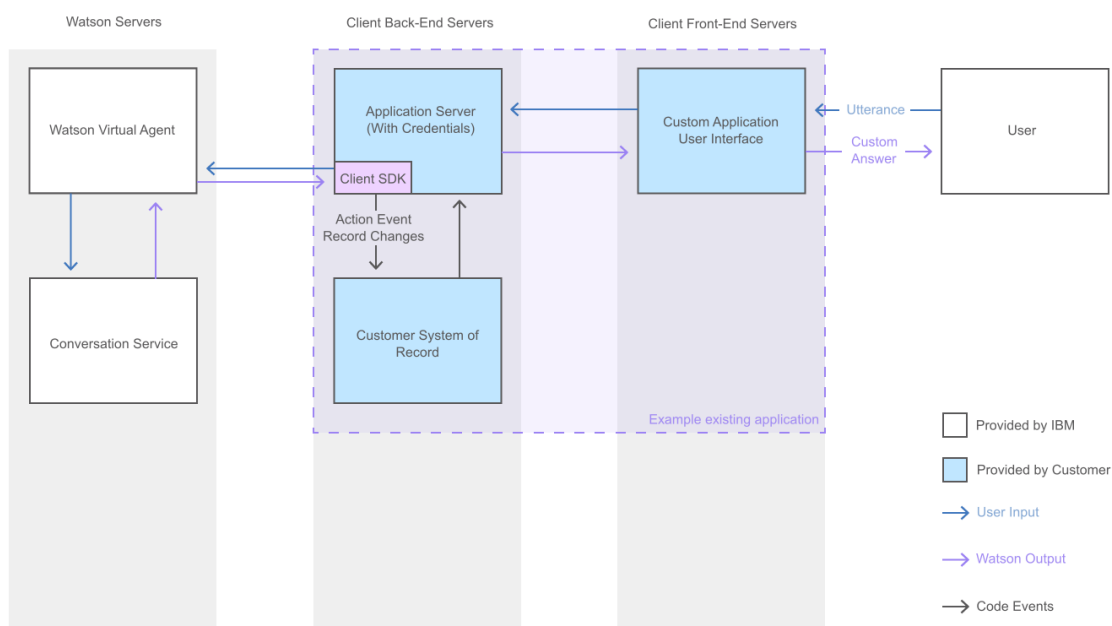 Watson Servers
Client Back-End Servers
Client Front-End Servers
Watson Virtual Agent
Application Server
(With Credentials)
Custom Application
User Interface
Utterance
Custom
Answer
User
Client SDK
Action Event
Record Changes
Conversation Service
Customer System of
Record
Example existing application
Provided by IBM
Provided by Customer
User Input
Watson Output
Code Events